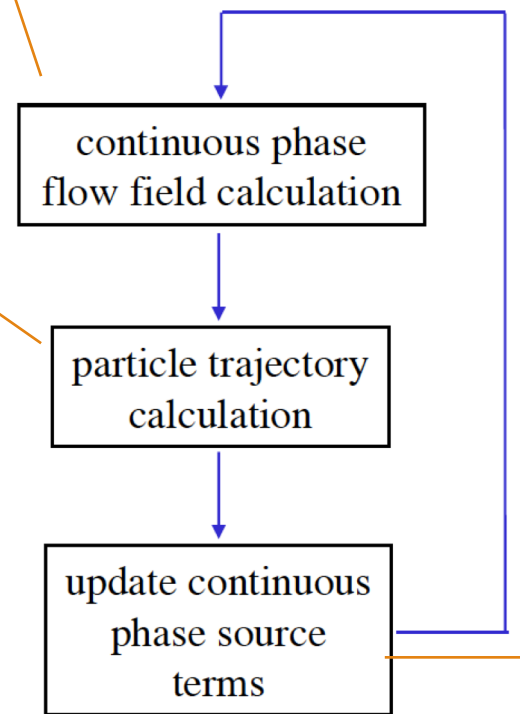 continuous phase
flow field calculation
particle trajectory
calculation
update continuous
phase source
terms